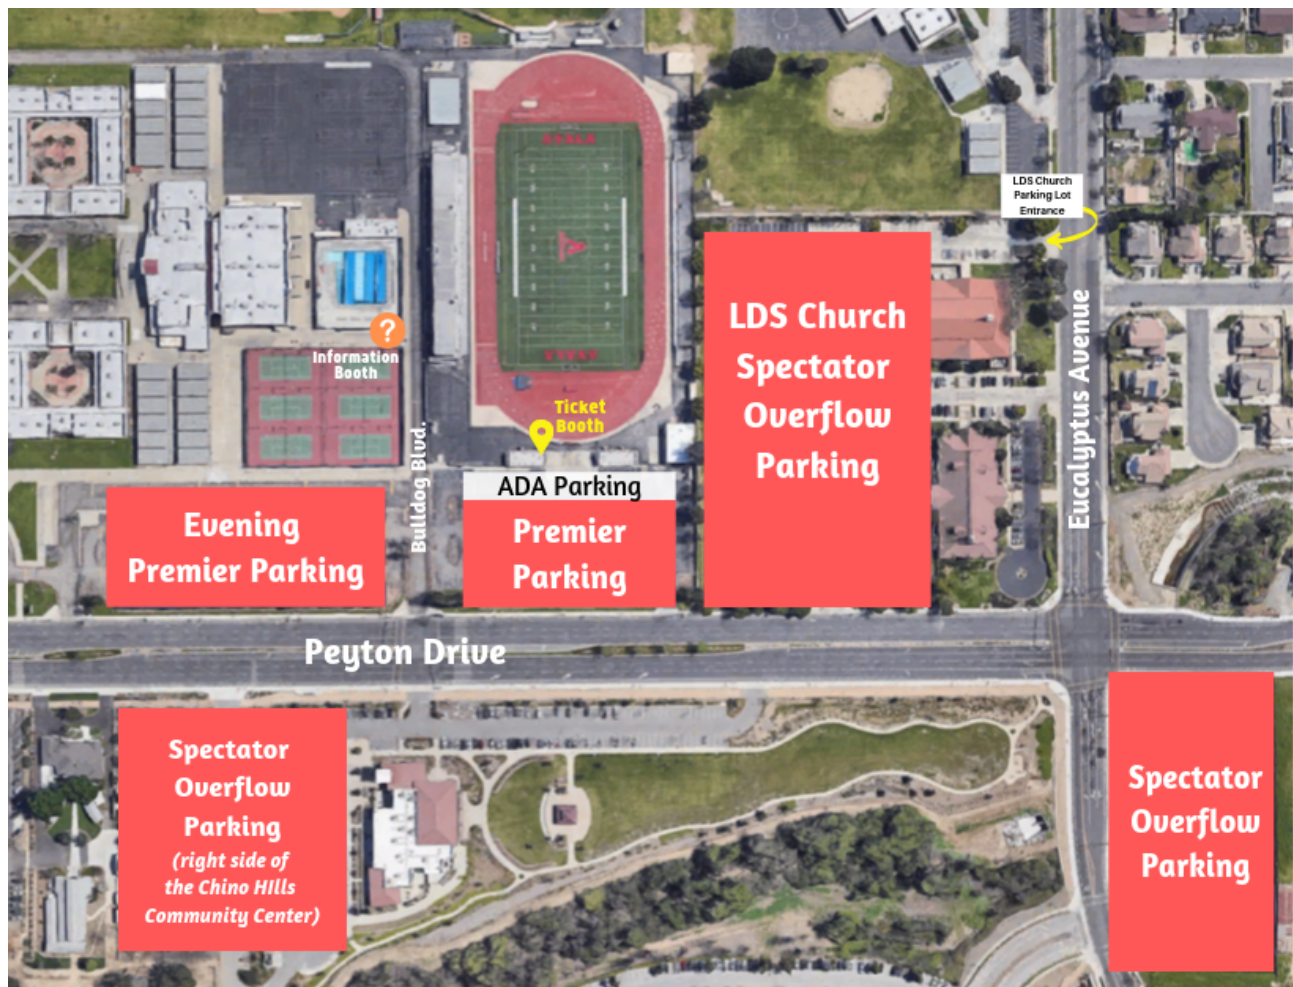 AYALA
LDS Church
Parking Lot
Entrance
LDS Church
Spectator
Overflow
Parking
Eucalyptus Avenue
?
Information
Booth
Ticket
Booth
Bulldog Blvd.
ADA Parking
Premier
Parking
Evening
Premier Parking
Peyton Drive
Spectator
Overflow
Parking
(right side of
the Chino HIlls
Community Center)
Spectator
Overflow
Parking